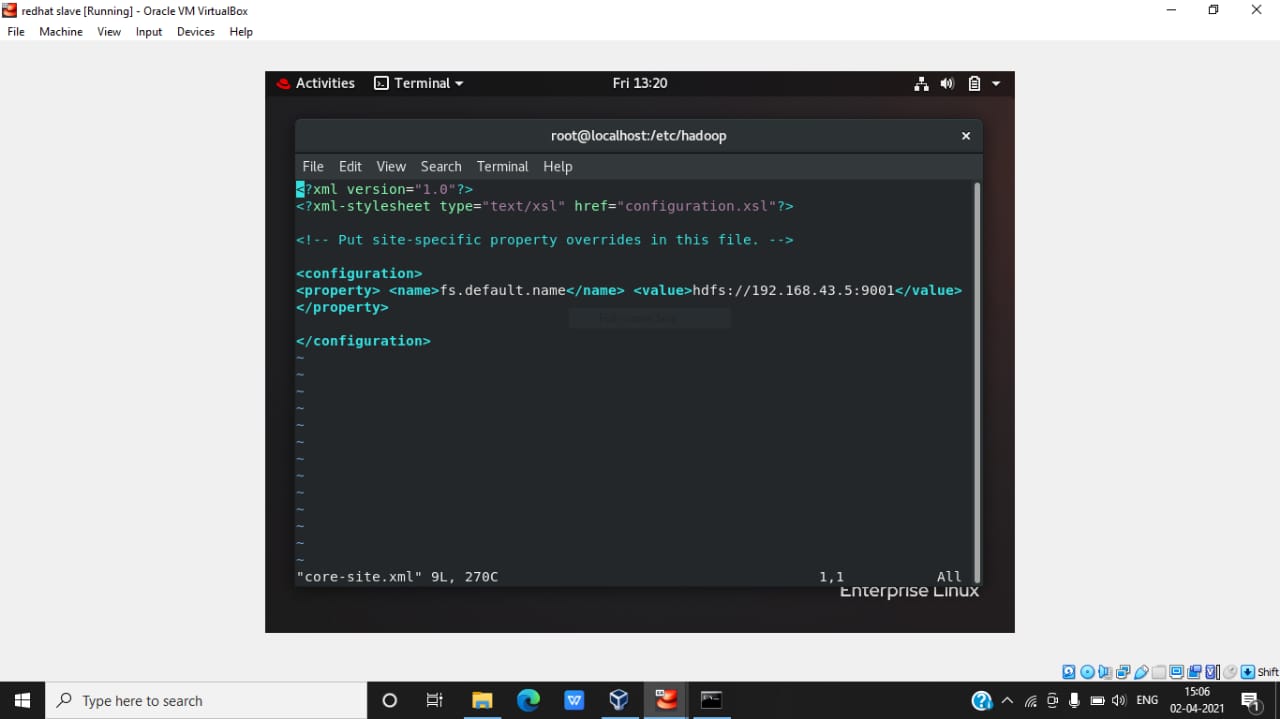 redhat slave [Running] - Oracle VM VirtualBox
File Machine View Input Devices Help
Activities Terminal Fri 13:20
root@localhost:/etc/hadoop
File Edit View Search Terminal Help
<?xml version="1.0"?>
<?xml-stylesheet type="text/xsl" href="configuration.xsl"?>
<!-- Put site-specific property overrides in this file. -->
<configuration>
<property> <name>fs.default.name</name> <value>hdfs://192.168.43.5:9001</value>
</property>
</configuration>
~
~
~
~
~
~
~
~
~
~
~
~
~
"core-site.xml" 9L, 270C 1,1 All
Enterprise Linux
Shift
Type here to search
ENG
15:06
02-04-2021
1